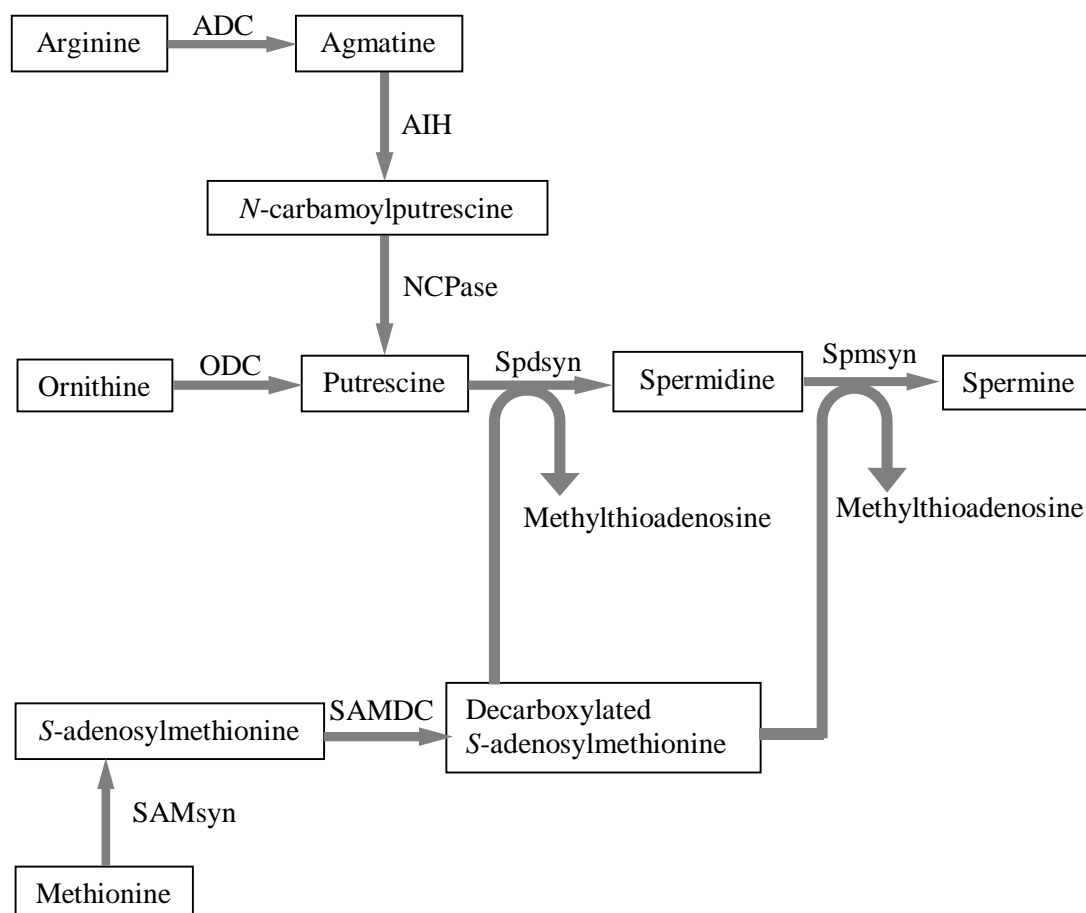 Arginine
ADC
Agmatine
AIH
N-carbamoylputrescine
NCPase
Ornithine
ODC
Putrescine
Spdsyn
Spermidine
Spmsyn
Spermine
Methylthioadenosine
Methylthioadenosine
S-adenosylmethionine
SAMDC
Decarboxylated
S-adenosylmethionine
SAMsyn
Methionine